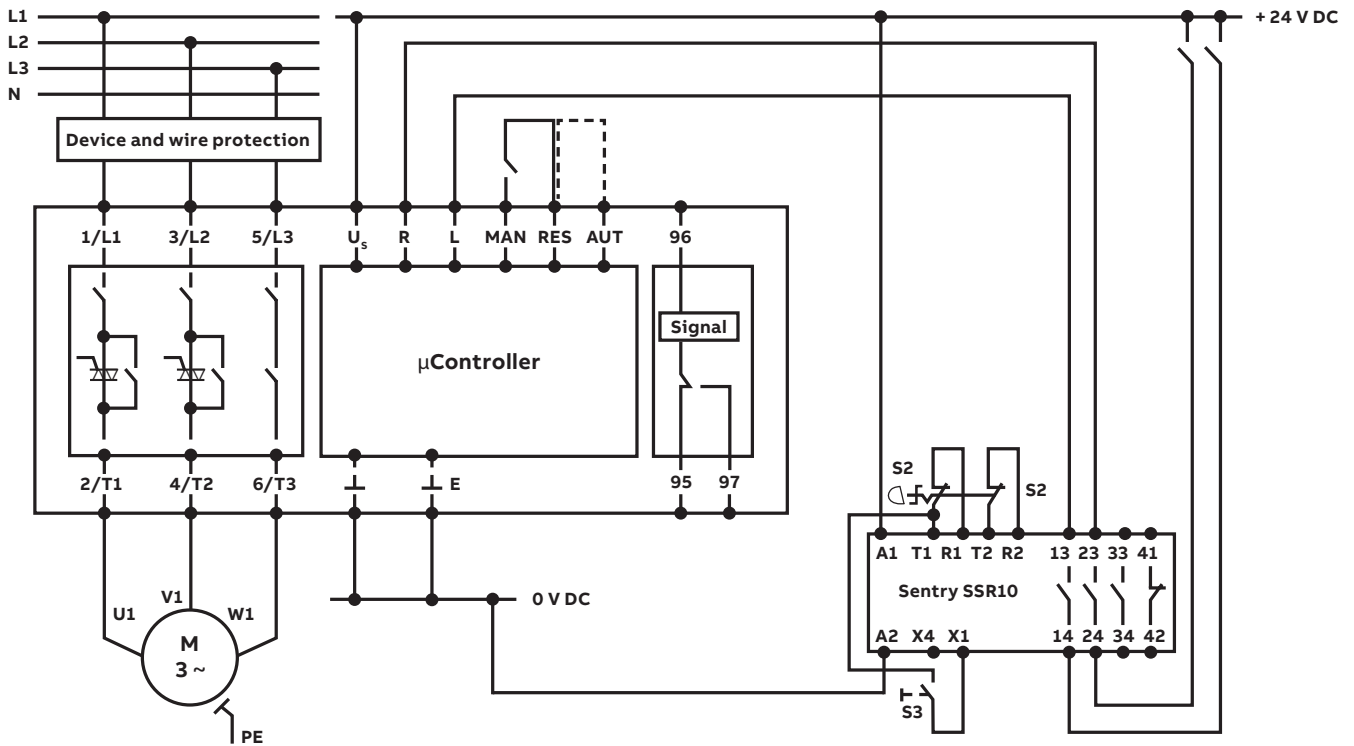 L1
+ 24 V DC
L2
L3
N
Device and wire protection
1/L1 3/L2 5/L3 Us R L MAN RES AUT 96
Signal
µController
2/T1 4/T2 6/T3 E 95 97
S2
S2
A1 T1 R1 T2 R2 13 23 33 41
Sentry SSR10
0 V DC
A2 X4 X1 14 24 34 42
U1 V1 W1
M
3 ~
S3
PE